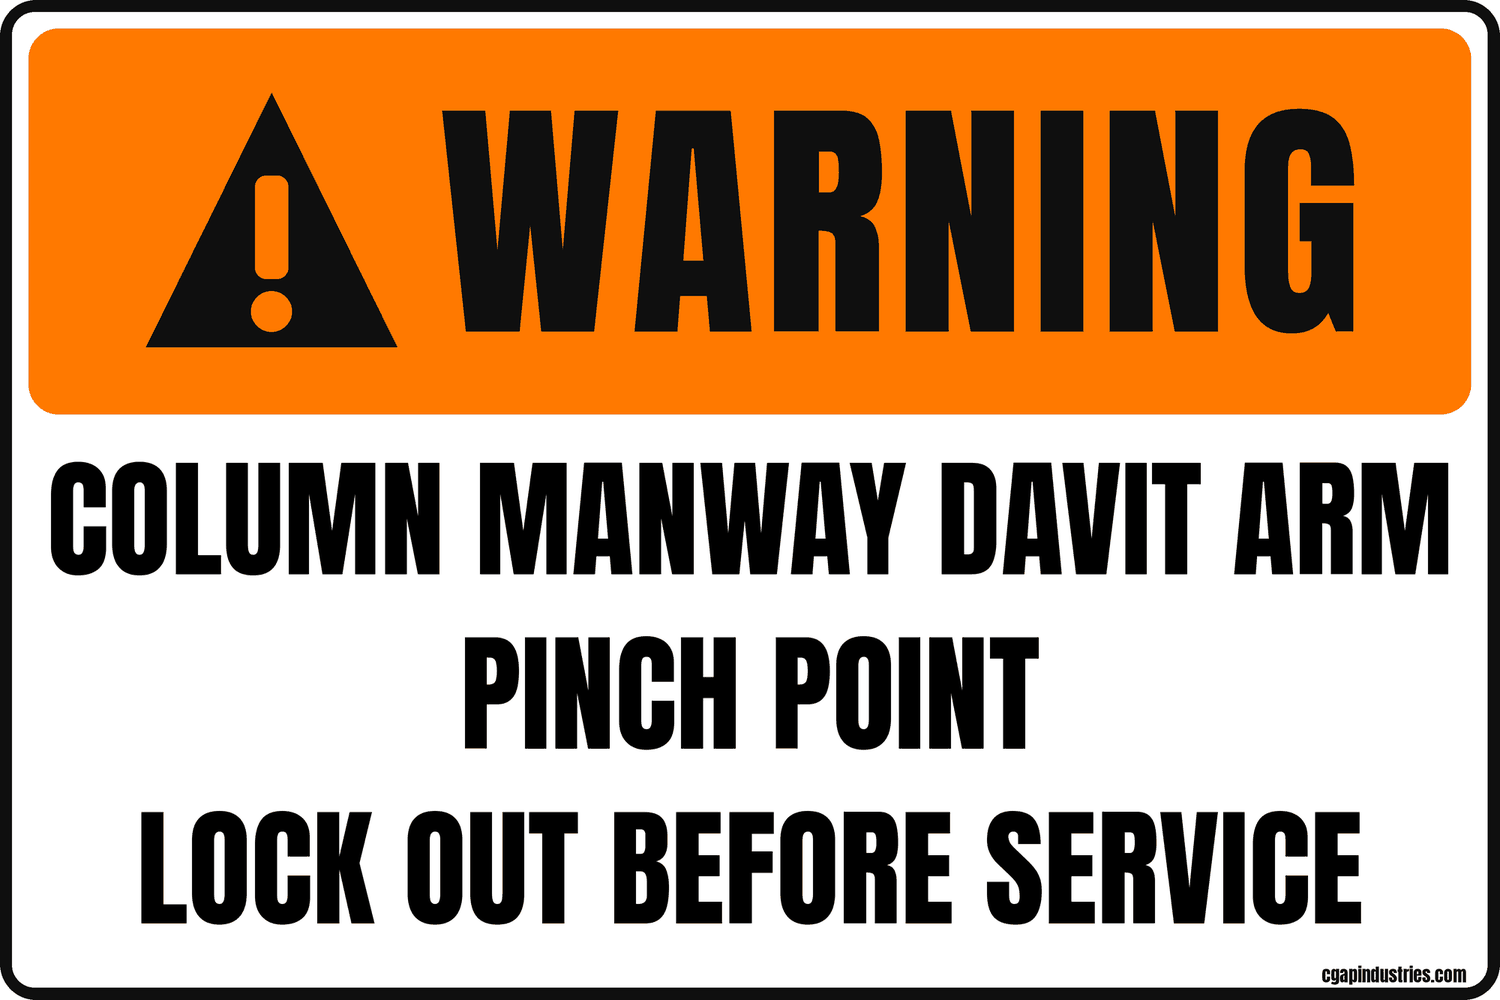 WARNING
COLUMN MANWAY DAVIT ARM
PINCH POINT
LOCK OUT BEFORE SERVICE
cgapindustries.com